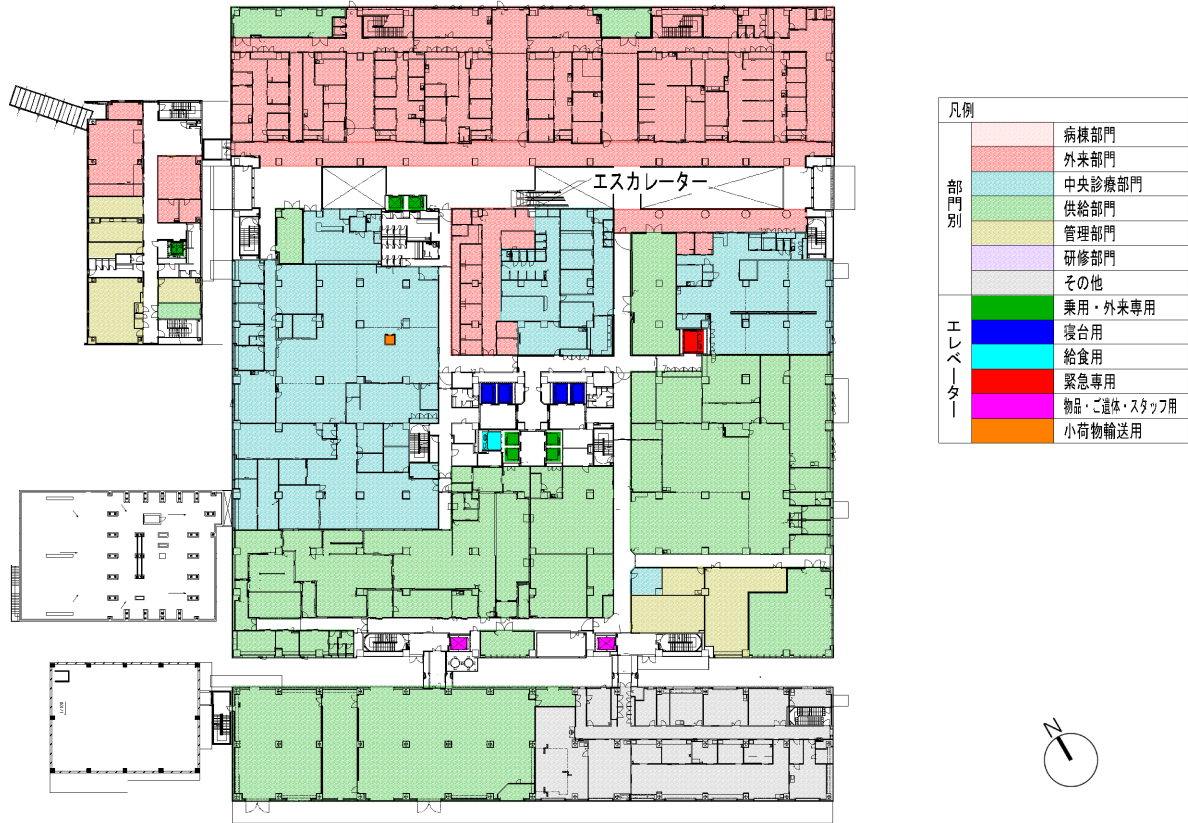 エスカレーター
凡例
部門別
病棟部門
外来部門
中央診療部門
供給部門
管理部門
研修部門
その他
エレベーター
乗用・外来専用
寝台用
給食用
緊急専用
物品・ご遺体・スタッフ用
小荷物輸送用
N